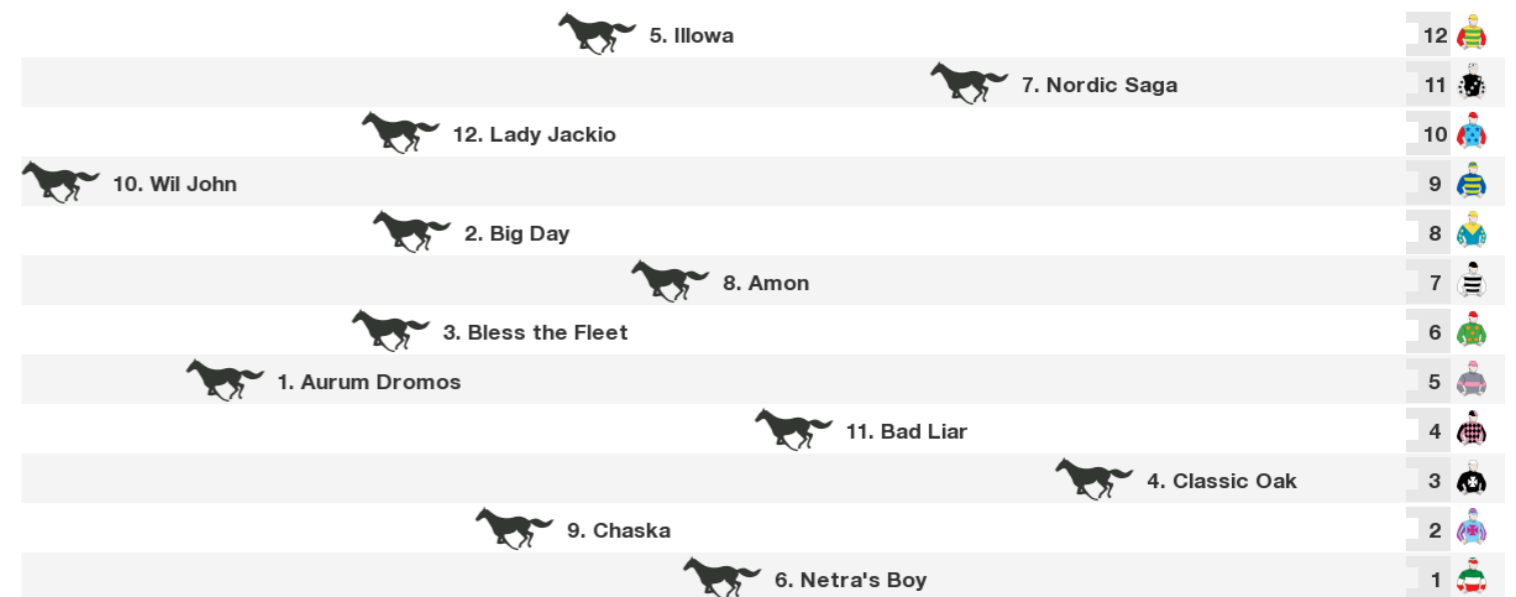 5. Illowa 12
7. Nordic Saga 11
12. Lady Jackio 10
10. Wil John 9
2. Big Day 8
8. Amon 7
3. Bless the Fleet 6
1. Aurum Dromos 5
11. Bad Liar 4
4. Classic Oak 3
9. Chaska 2
6. Netra's Boy 1